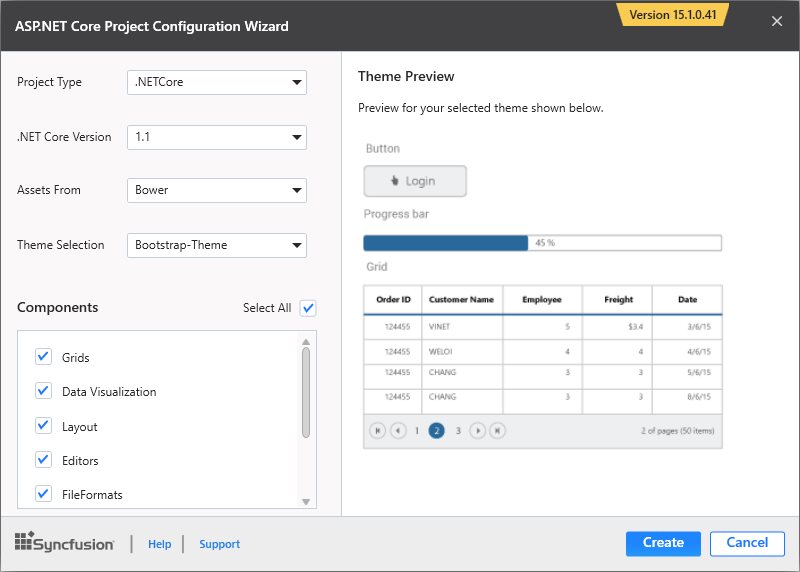 ASP.NET Core Project Configuration Wizard
Version 15.1.0.41
Project Type
.NETCore
.NET Core Version
1.1
Assets From
Bower
Theme Selection
Bootstrap-Theme
Components
Select All
Grids
Data Visualization
Layout
Editors
FileFormats
Theme Preview
Preview for your selected theme shown below.
Button
Login
Progress bar
45 %
Grid
Order ID Customer Name Employee Freight Date
124455 VINET 5 $3.4 3/6/15
124455 WELOI 4 4 4/6/15
124455 CHANG 3 3 5/6/15
124455 CHANG 3 3 8/6/15
1 2 3 2 of pages (50 items)
Syncfusion
Help
Support
Create
Cancel